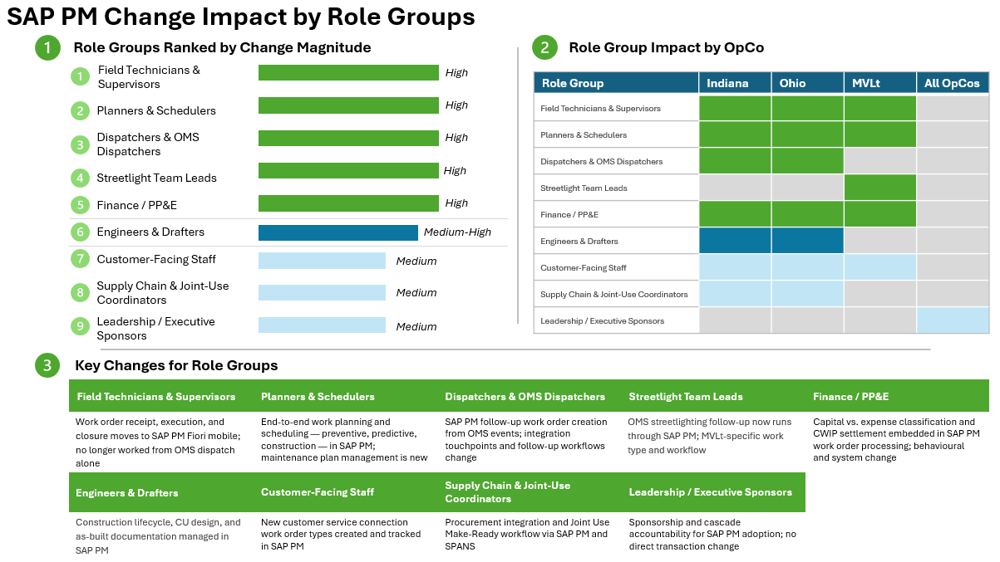 SAP PM Change Impact by Role Groups
1
Role Groups Ranked by Change Magnitude
1
Field Technicians &
Supervisors
High
2
Planners & Schedulers
High
3
Dispatchers & OMS
Dispatchers
High
4
Streetlight Team Leads
High
5
Finance / PP&E
High
6
Engineers & Drafters
Medium-High
7
Customer-Facing Staff
Medium
8
Supply Chain & Joint-Use
Coordinators
Medium
9
Leadership / Executive
Sponsors
Medium
2
Role Group Impact by OpCo
Role Group Indiana Ohio MVLt All OpCos
Field Technicians & Supervisors
Planners & Schedulers
Dispatchers & OMS Dispatchers
Streetlight Team Leads
Finance / PP&E
Engineers & Drafters
Customer-Facing Staff
Supply Chain & Joint-Use Coordinators
Leadership / Executive Sponsors
3
Key Changes for Role Groups
Field Technicians & Supervisors
Work order receipt, execution, and
closure moves to SAP PM Fiori mobile;
no longer worked from OMS dispatch
alone
Planners & Schedulers
End-to-end work planning and
scheduling — preventive, predictive,
construction — in SAP PM;
maintenance plan management is new
Dispatchers & OMS Dispatchers
SAP PM follow-up work order creation
from OMS events; integration
touchpoints and follow-up workflows
change
Streetlight Team Leads
OMS streetlighting follow-up now runs
through SAP PM; MVLt-specific work
type and workflow
Finance / PP&E
Capital vs. expense classification and
CWIP settlement embedded in SAP PM
work order processing; behavioural
and system change
Engineers & Drafters
Construction lifecycle, CU design, and
as-built documentation managed in
SAP PM
Customer-Facing Staff
New customer service connection
work order types created and tracked
in SAP PM
Supply Chain & Joint-Use
Coordinators
Procurement integration and Joint Use
Make-Ready workflow via SAP PM and
SPANS
Leadership / Executive Sponsors
Sponsorship and cascade
accountability for SAP PM adoption; no
direct transaction change